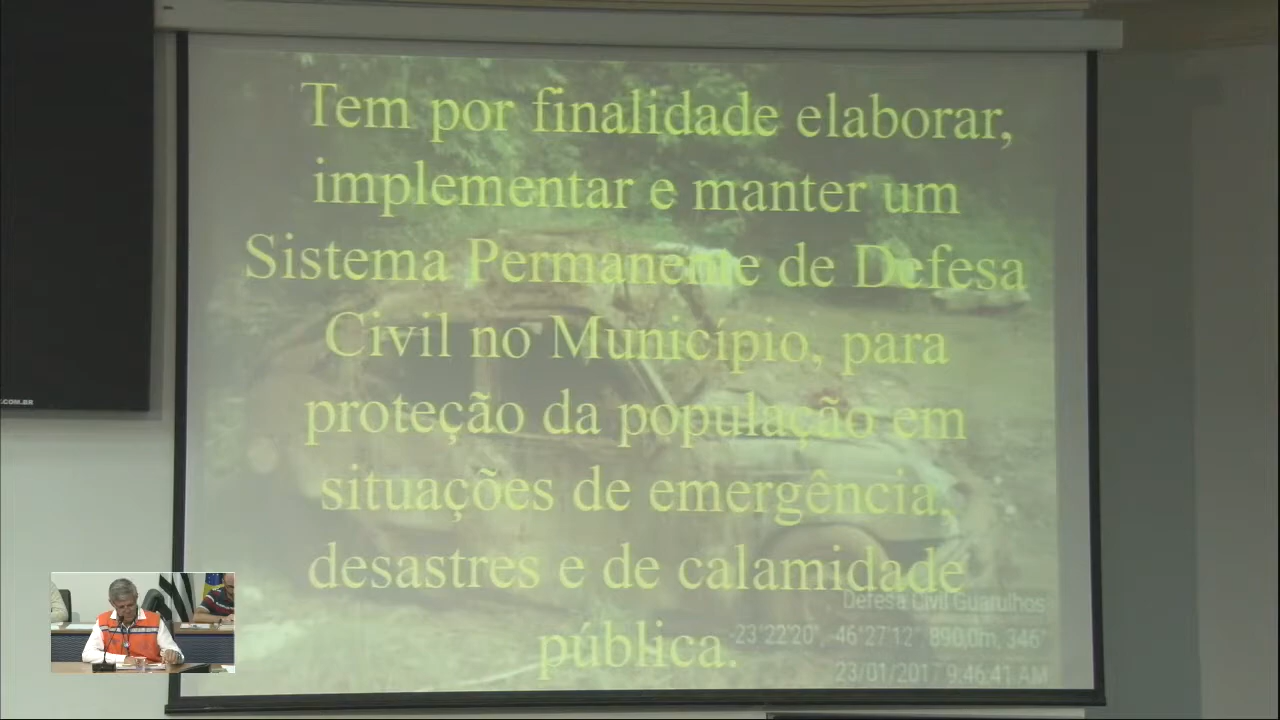 Tem por finalidade elaborar,
implementar e manter um
Sistema Permanente de Defesa
Civil no Município, para
proteção da população em
situações de emergência,
desastres e de calamidade
pública.
Defesa Civil Guarulhos
-23°22'20", -46°27'12" 890,0m, 346°
23/01/2017 9:46:41 AM
.COM.BR